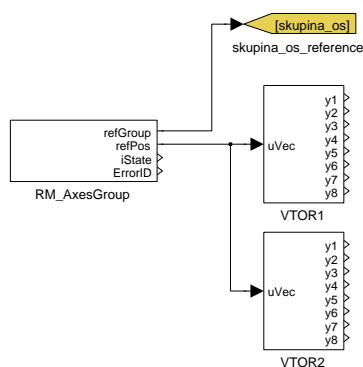 [skupina_os]
skupina_os_reference
refGroup
refPos
iState
ErrorID
RM_AxesGroup
uVec
y1
y2
y3
y4
y5
y6
y7
y8
VTOR1
uVec
y1
y2
y3
y4
y5
y6
y7
y8
VTOR2